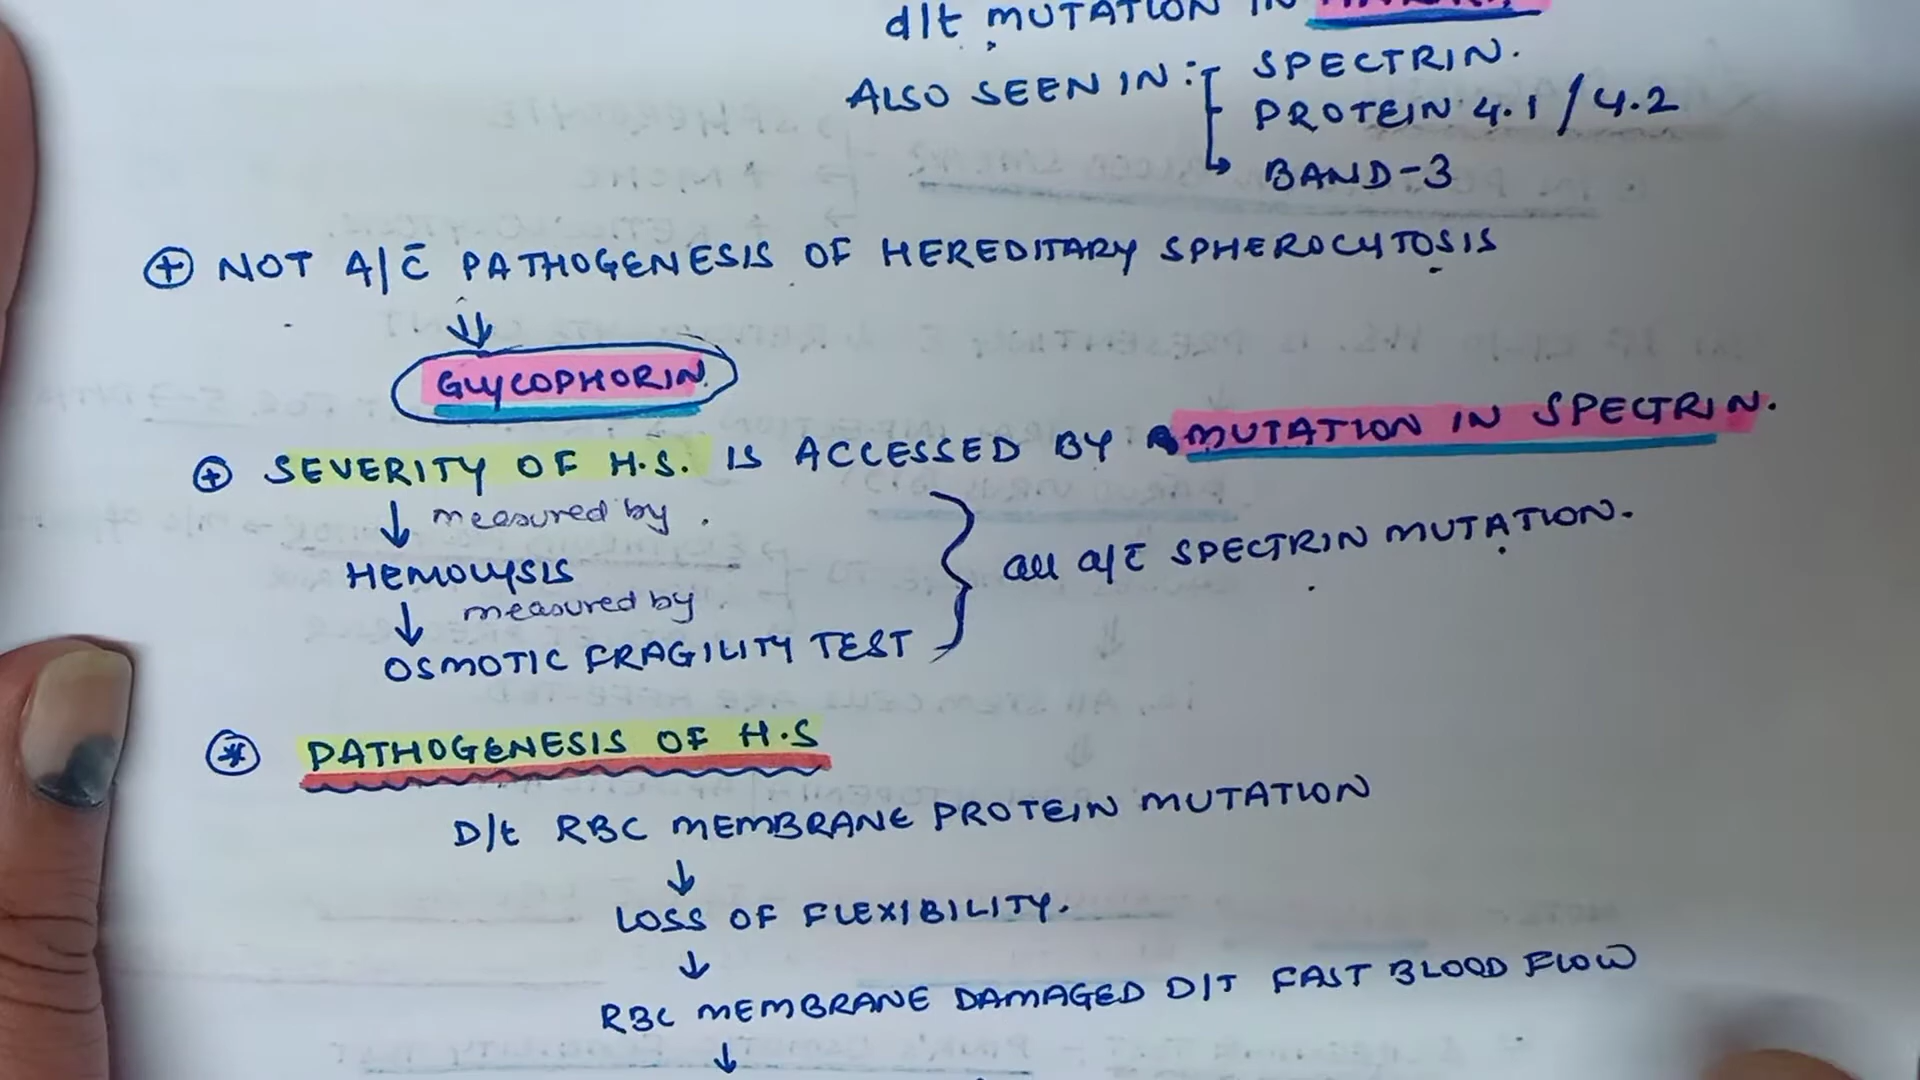 d/t MUTATION IN
ALSO SEEN IN :
SPECTRIN.
PROTEIN 4.1 / 4.2
BAND-3
NOT A/C̄ PATHOGENESIS OF HEREDITARY SPHEROCYTOSIS
GLYCOPHORIN
SEVERITY OF H.S. IS ACCESSED BY MUTATION IN SPECTRIN.
measured by
HEMOLYSIS
measured by
OSMOTIC FRAGILITY TEST
all a/c̄ SPECTRIN MUTATION.
PATHOGENESIS OF H.S
D/t RBC MEMBRANE PROTEIN MUTATION
LOSS OF FLEXIBILITY.
RBC MEMBRANE DAMAGED D/T FAST BLOOD FLOW